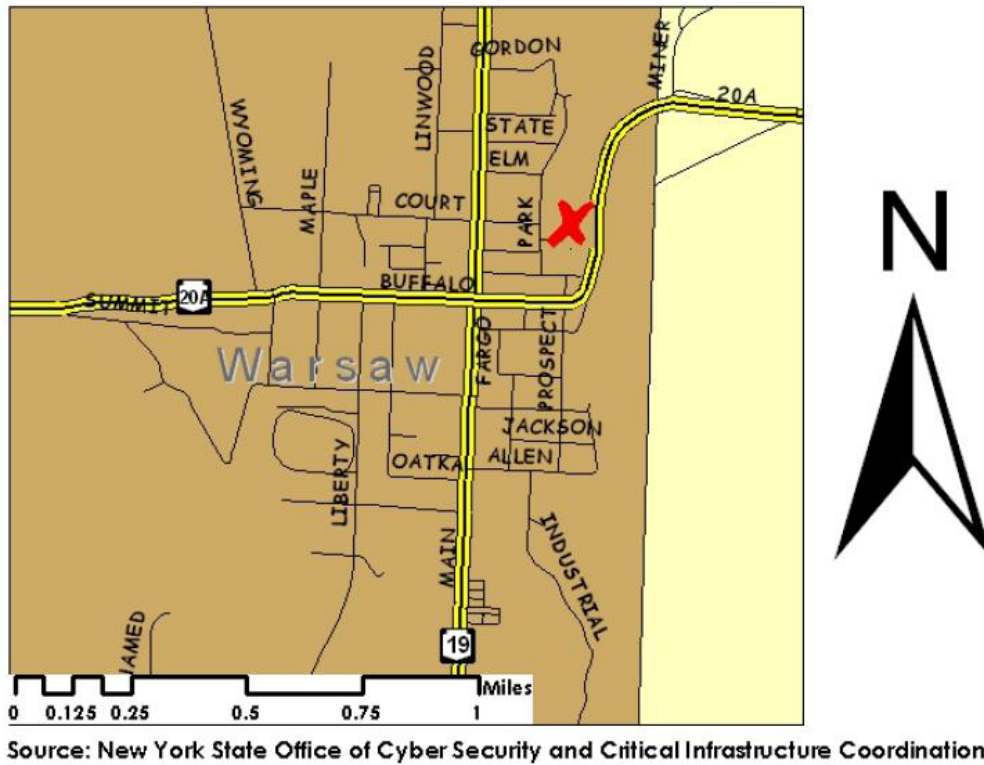 GORDON
MINER
LINWOOD
20A
WYOMING
STATE
ELM
MAPLE
COURT
PARK
N
BUFFALO
SUMMIT
20A
FARGO
Warsaw
PROSPECT
JACKSON
OATKA
ALLEN
LIBERTY
INDUSTRIAL
MAIN
19
Miles
0 0.125 0.25 0.5 0.75 1
Source: New York State Office of Cyber Security and Critical Infrastructure Coordination